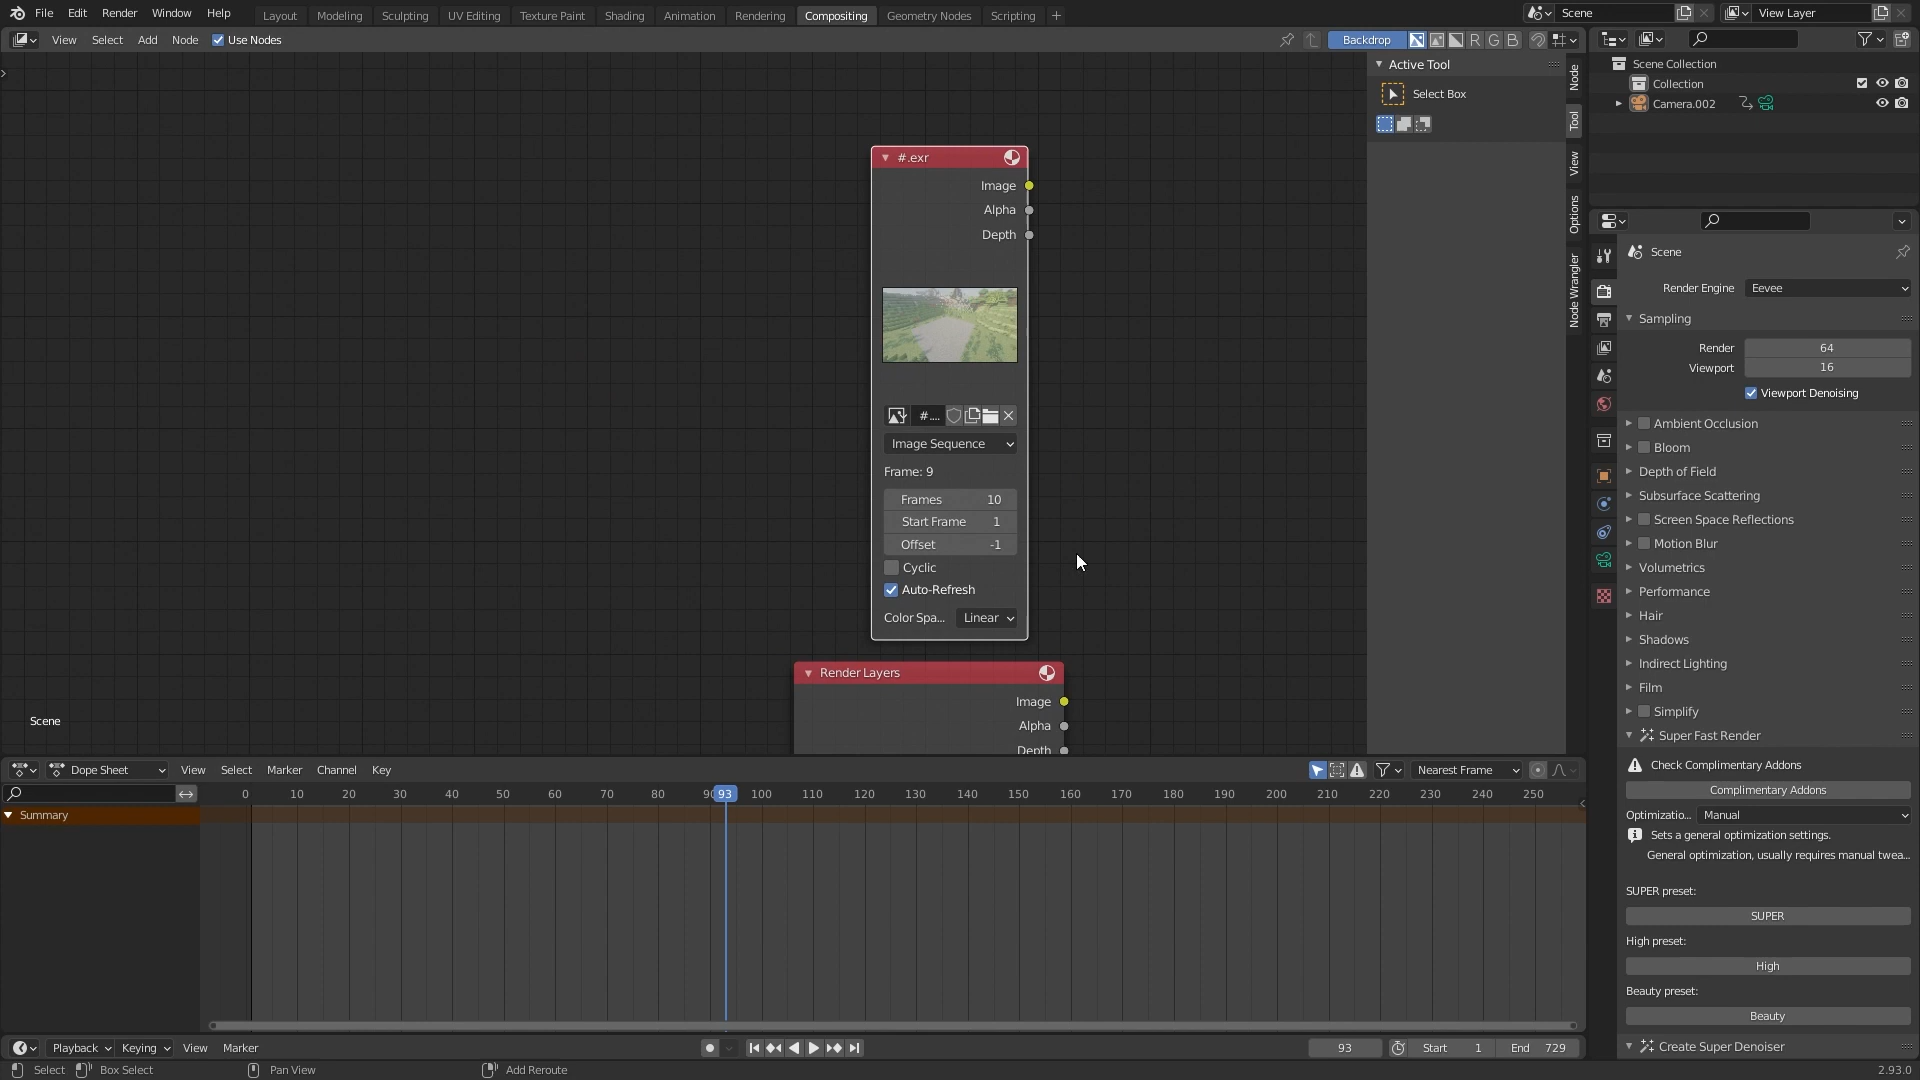 File Edit Render Window Help Layout Modeling Sculpting UV Editing Texture Paint Shading Animation Rendering Compositing Geometry Nodes Scripting + Scene View Layer
View Select Add Node Use Nodes Backdrop R G B
Active Tool
Select Box
Node
Tool
View
Options
Node Wrangler
Scene Collection
Collection
Camera.002
#.exr
Image
Alpha
Depth
#....
Image Sequence
Frame: 9
Frames 10
Start Frame 1
Offset -1
Cyclic
Auto-Refresh
Color Spa... Linear
Render Layers
Image
Alpha
Depth
Scene
Scene
Render Engine Eevee
Sampling
Render 64
Viewport 16
Viewport Denoising
Ambient Occlusion
Bloom
Depth of Field
Subsurface Scattering
Screen Space Reflections
Motion Blur
Volumetrics
Performance
Hair
Shadows
Indirect Lighting
Film
Simplify
Super Fast Render
Check Complimentary Addons
Complimentary Addons
Optimizatio... Manual
Sets a general optimization settings.
General optimization, usually requires manual twea...
SUPER preset:
SUPER
High preset:
High
Beauty preset:
Beauty
Create Super Denoiser
Dope Sheet View Select Marker Channel Key Nearest Frame
0 10 20 30 40 50 60 70 80 93 100 110 120 130 140 150 160 170 180 190 200 210 220 230 240 250
Summary
Playback Keying View Marker 93 Start 1 End 729
Select Box Select Pan View Add Reroute 2.93.0